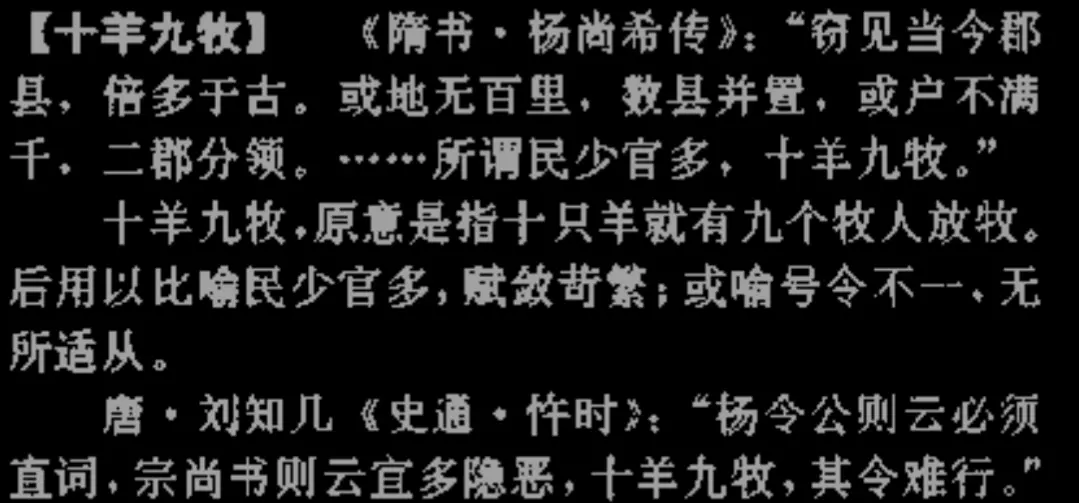 【十羊九牧】　《隋书·杨尚希传》：“窃见当今郡
县，倍多于古。或地无百里，数县并置，或户不满
千，二郡分领。……所谓民少官多，十羊九牧。”
十羊九牧，原意是指十只羊就有九个牧人放牧。
后用以比喻民少官多，赋敛苛繁；或喻号令不一、无
所适从。
唐·刘知几《史通·忤时》：“杨令公则云必须
直词，宗尚书则云宜多隐恶，十羊九牧，其令难行。”